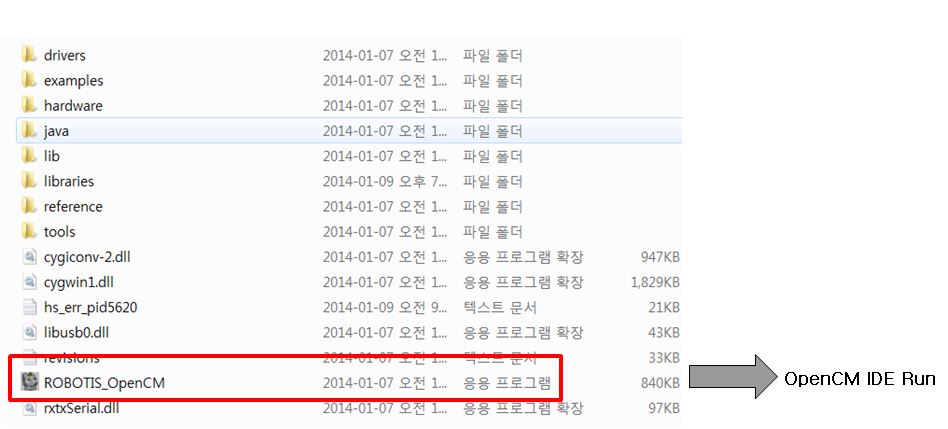 drivers 2014-01-07 오전 1... 파일 폴더
examples 2014-01-07 오전 1... 파일 폴더
hardware 2014-01-07 오전 1... 파일 폴더
java 2014-01-07 오전 1... 파일 폴더
lib 2014-01-07 오전 1... 파일 폴더
libraries 2014-01-09 오후 7... 파일 폴더
reference 2014-01-07 오전 1... 파일 폴더
tools 2014-01-07 오전 1... 파일 폴더
cygiconv-2.dll 2014-01-07 오전 1... 응용 프로그램 확장 947KB
cygwin1.dll 2014-01-07 오전 1... 응용 프로그램 확장 1,829KB
hs_err_pid5620 2014-01-09 오전 9... 텍스트 문서 21KB
libusb0.dll 2014-01-07 오전 1... 응용 프로그램 확장 43KB
revisions 2014-01-07 오전 1... 텍스트 문서 33KB
ROBOTIS_OpenCM 2014-01-07 오전 1... 응용 프로그램 840KB OpenCM IDE Run
rxtxSerial.dll 2014-01-07 오전 1... 응용 프로그램 확장 97KB